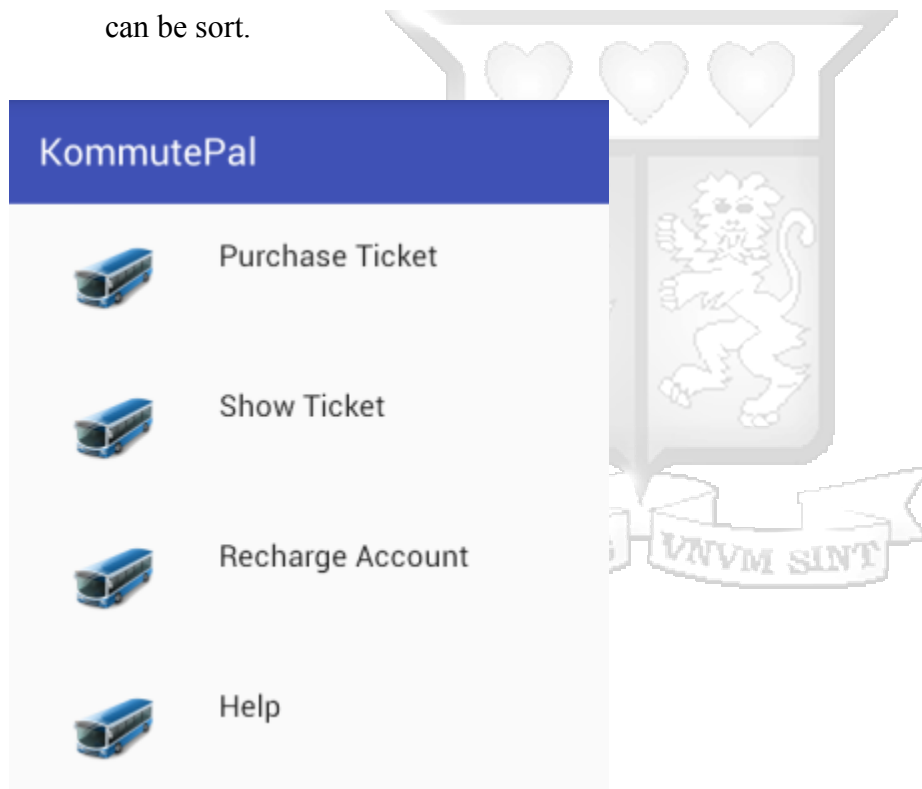 can be sort.
KommutePal
Purchase Ticket
Show Ticket
Recharge Account
Help
VNVM SINT